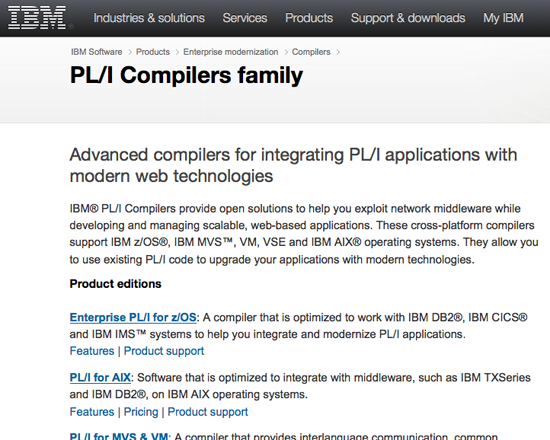 IBM® Industries & solutions Services Products Support & downloads My IBM
IBM Software > Products > Enterprise modernization > Compilers >
PL/I Compilers family
Advanced compilers for integrating PL/I applications with
modern web technologies
IBM® PL/I Compilers provide open solutions to help you exploit network middleware while
developing and managing scalable, web-based applications. These cross-platform compilers
support IBM z/OS®, IBM MVS™, VM, VSE and IBM AIX® operating systems. They allow you
to use existing PL/I code to upgrade your applications with modern technologies.
Product editions
Enterprise PL/I for z/OS: A compiler that is optimized to work with IBM DB2®, IBM CICS®
and IBM IMS™ systems to help you integrate and modernize PL/I applications.
Features | Product support
PL/I for AIX: Software that is optimized to integrate with middleware, such as IBM TXSeries
and IBM DB2®, on IBM AIX operating systems.
Features | Pricing | Product support
PL/I for MVS & VM: A compiler that provides interlanguage communication, common